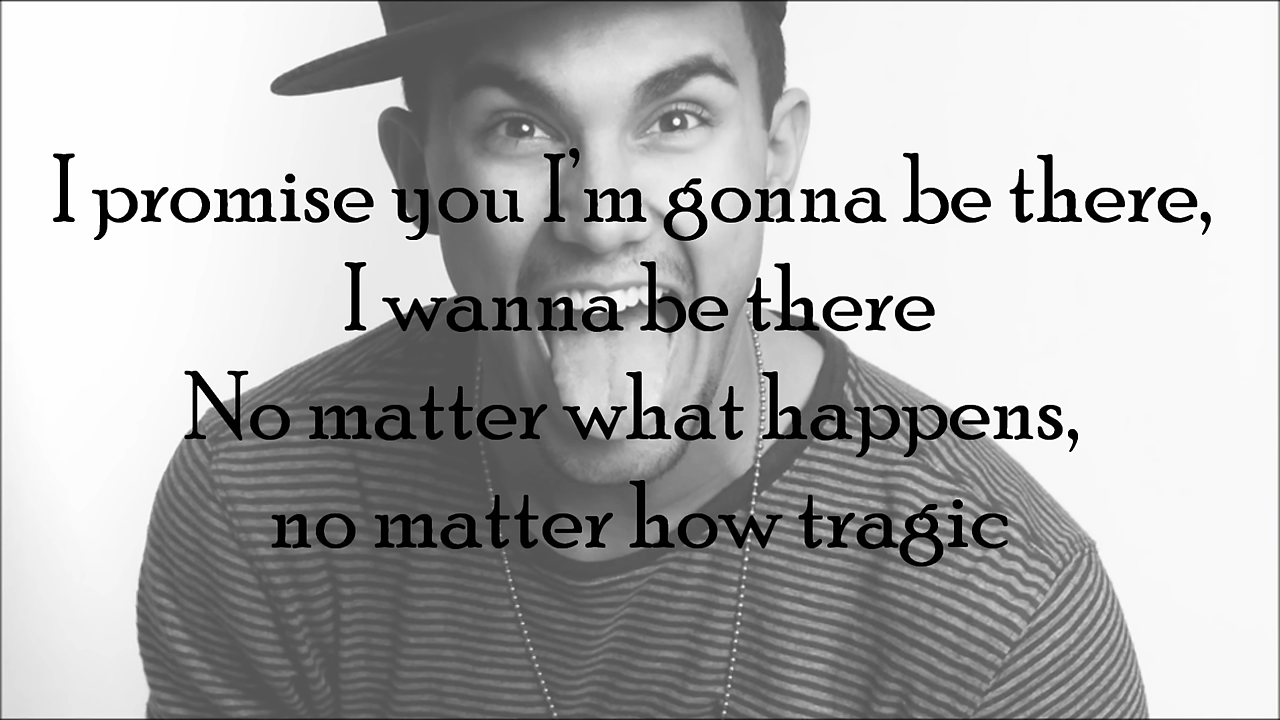 I promise you I'm gonna be there,
I wanna be there
No matter what happens,
no matter how tragic